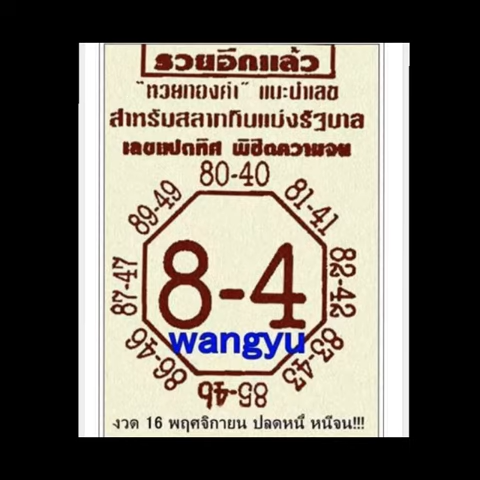 รวยอีกแล้ว
"หวยทองคำ" แนะนำเลข
สำหรับสลากกินแบ่งรัฐบาล
เลขแปดทิศ พิชิตความจน
80-40
81-41
82-42
83-43
85-45
86-46
87-47
89-49
8-4
wangyu
งวด 16 พฤศจิกายน ปลดหนี้ หนีจน!!!